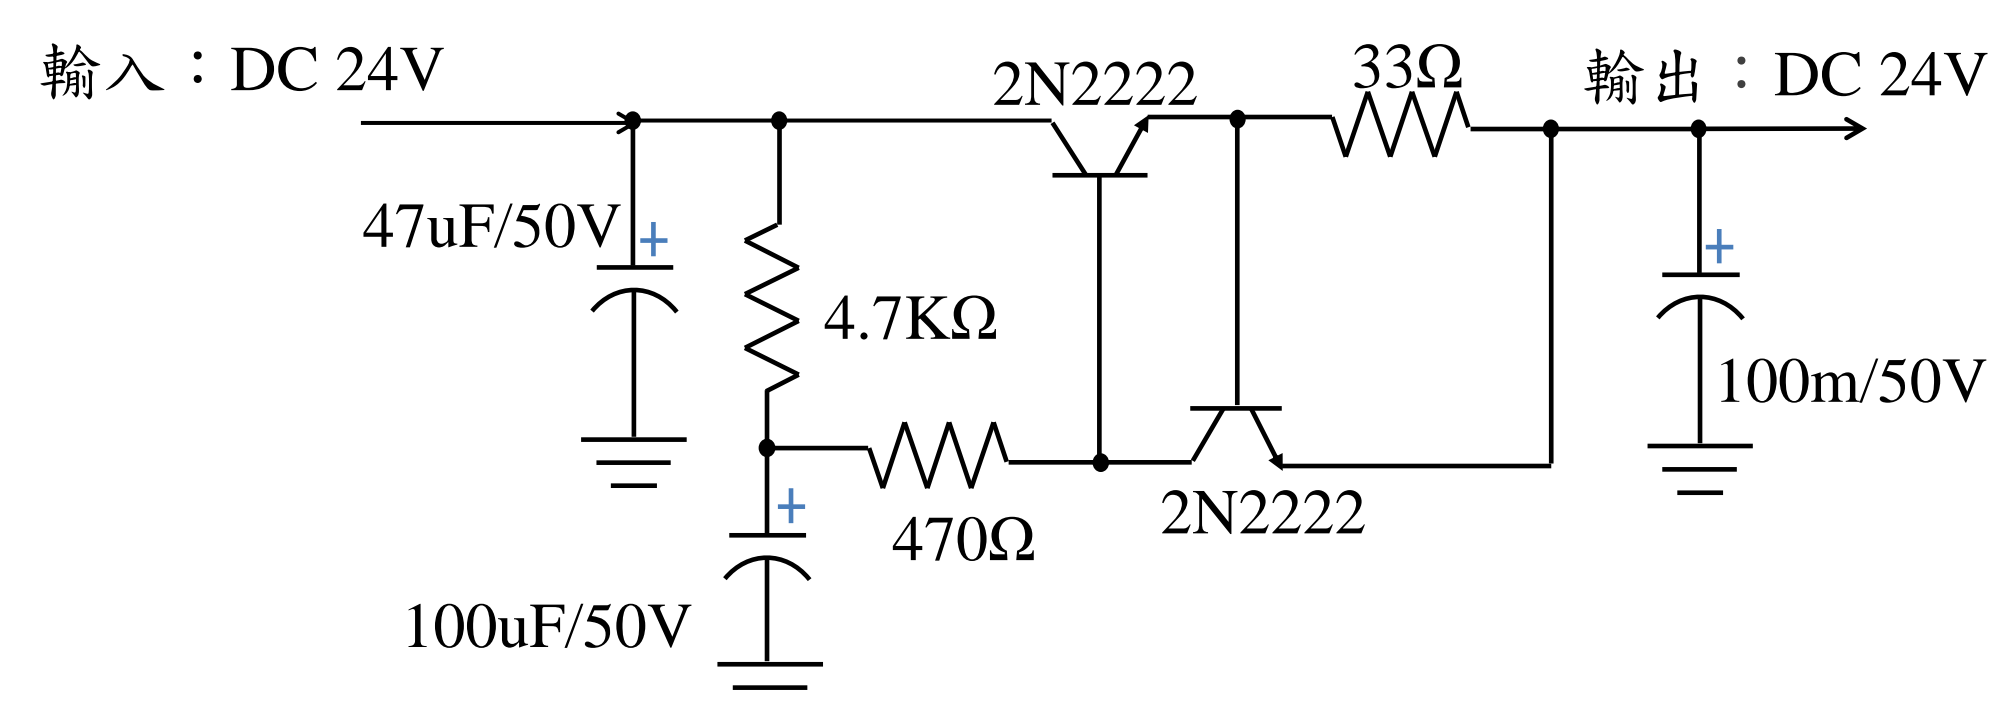 輸入：DC 24V
2N2222
33Ω
輸出：DC 24V
47uF/50V
+
+
4.7KΩ
100m/50V
+
470Ω
2N2222
100uF/50V